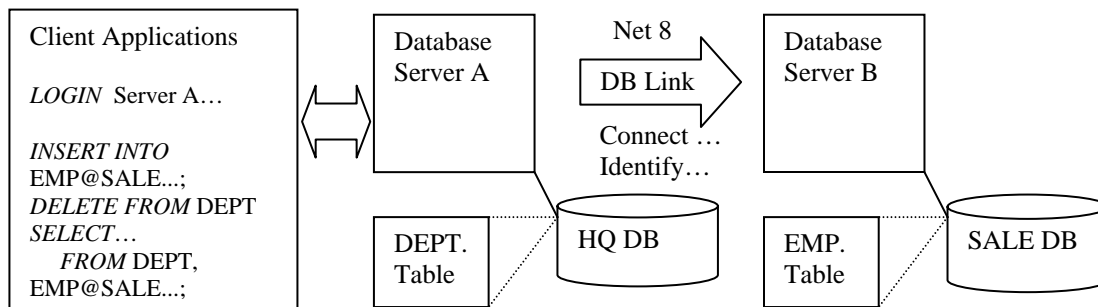 Client Applications
LOGIN Server A…
INSERT INTO
EMP@SALE...;
DELETE FROM DEPT
SELECT…
FROM DEPT,
EMP@SALE...;
Database
Server A
Net 8
DB Link
Connect …
Identify…
Database
Server B
DEPT.
Table
HQ DB
EMP.
Table
SALE DB